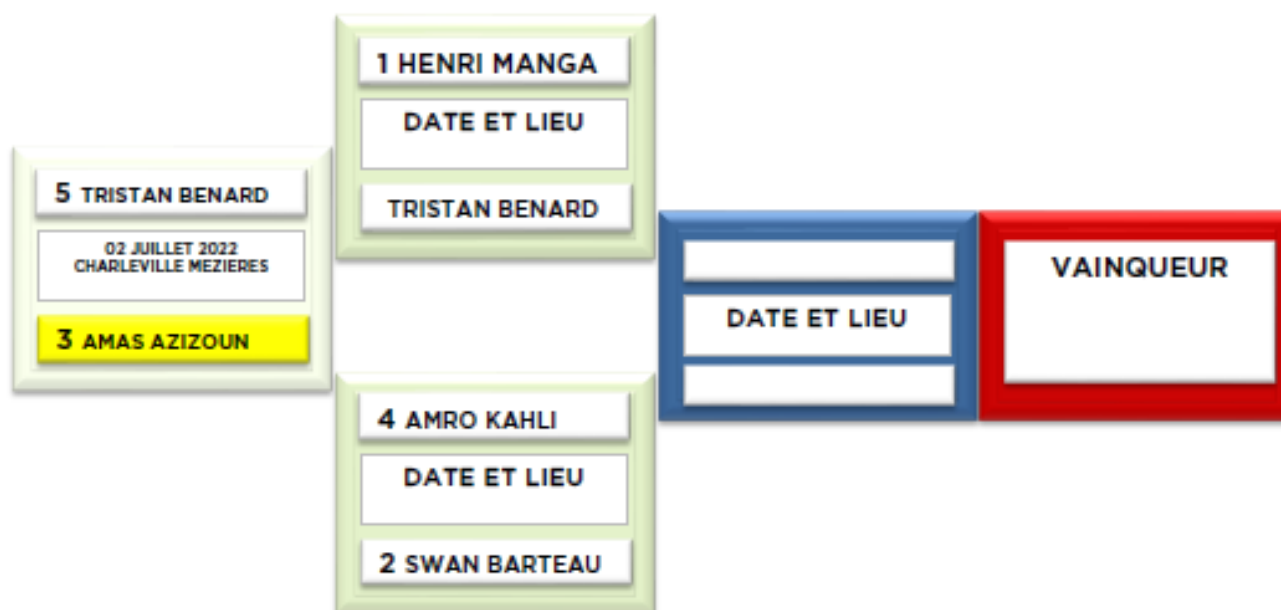 5 TRISTAN BENARD
02 JUILLET 2022
CHARLEVILLE MEZIERES
3 AMAS AZIZOUN
1 HENRI MANGA
DATE ET LIEU
TRISTAN BENARD
4 AMRO KAHLI
DATE ET LIEU
2 SWAN BARTEAU
DATE ET LIEU
VAINQUEUR